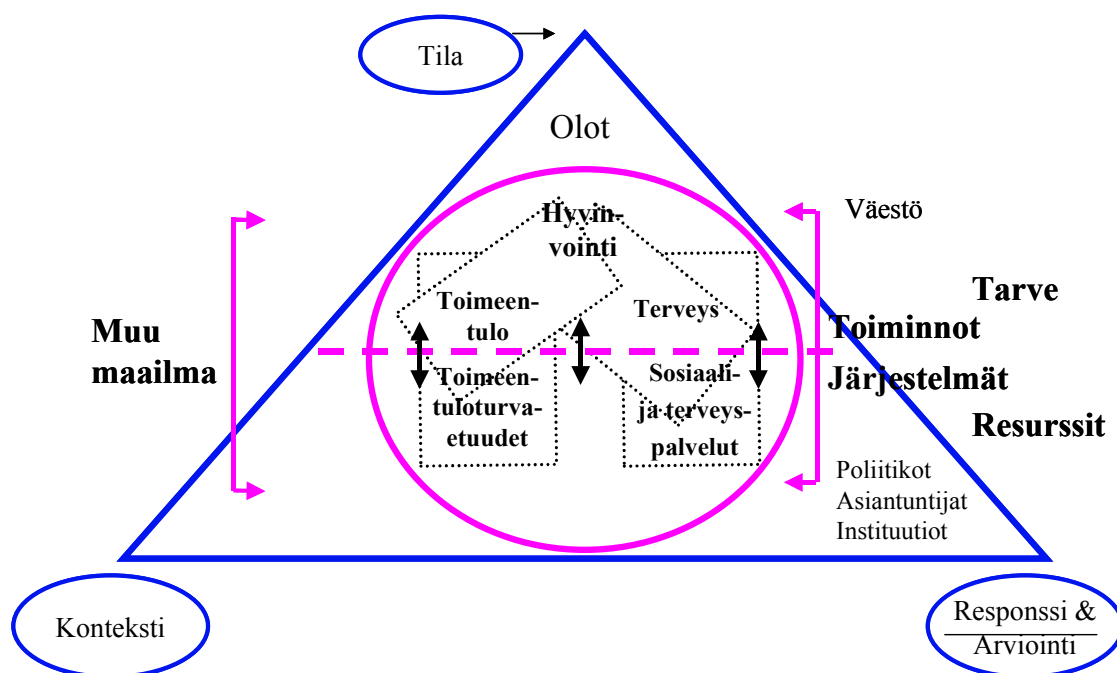 Tila
Olot
Hyvin-
vointi
Väestö
Toimeen-
tulo
Terveys
Tarve
Muu
maailma
Toiminnot
Toimeen-
tuloturva-
etuudet
Sosiaali-
ja terveys-
palvelut
Järjestelmät
Resurssit
Poliitikot
Asiantuntijat
Instituutiot
Konteksti
Responssi &
Arviointi